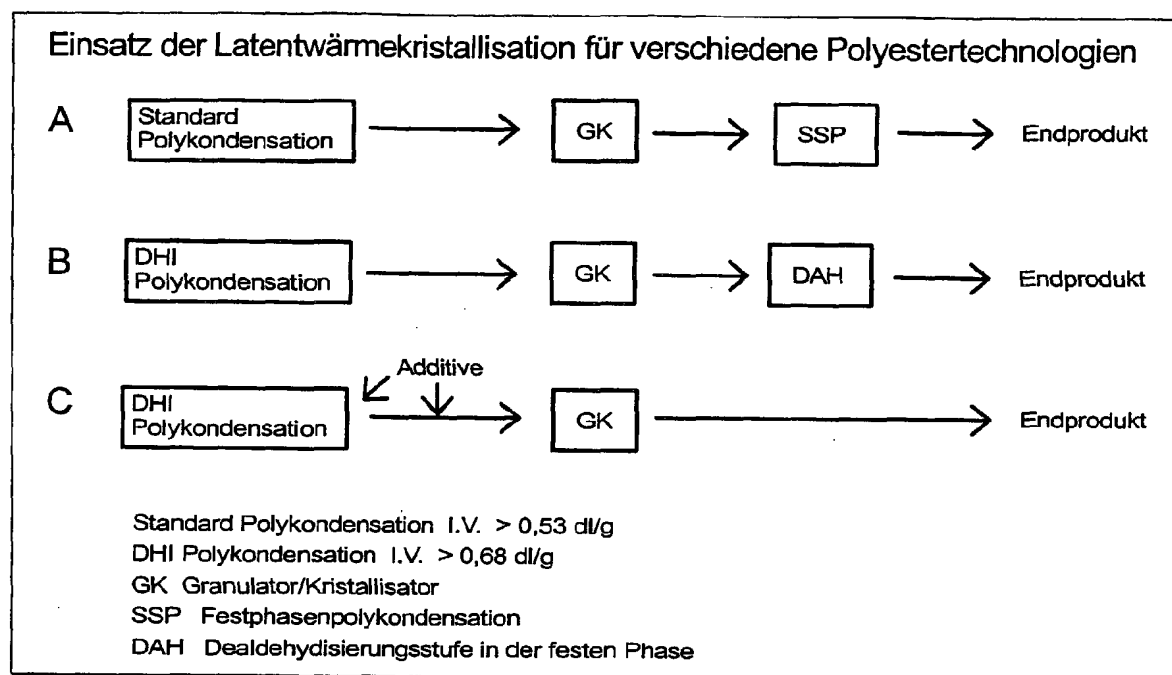 Einsatz der Latentwärmekristallisation für verschiedene Polyestertechnologien
A
Standard
Polykondensation
GK
SSP
Endprodukt
B
DHI
Polykondensation
GK
DAH
Endprodukt
Additive
C
DHI
Polykondensation
GK
Endprodukt
Standard Polykondensation I.V. > 0,53 dl/g
DHI Polykondensation I.V. > 0,68 dl/g
GK Granulator/Kristallisator
SSP Festphasenpolykondensation
DAH Dealdehydisierungsstufe in der festen Phase